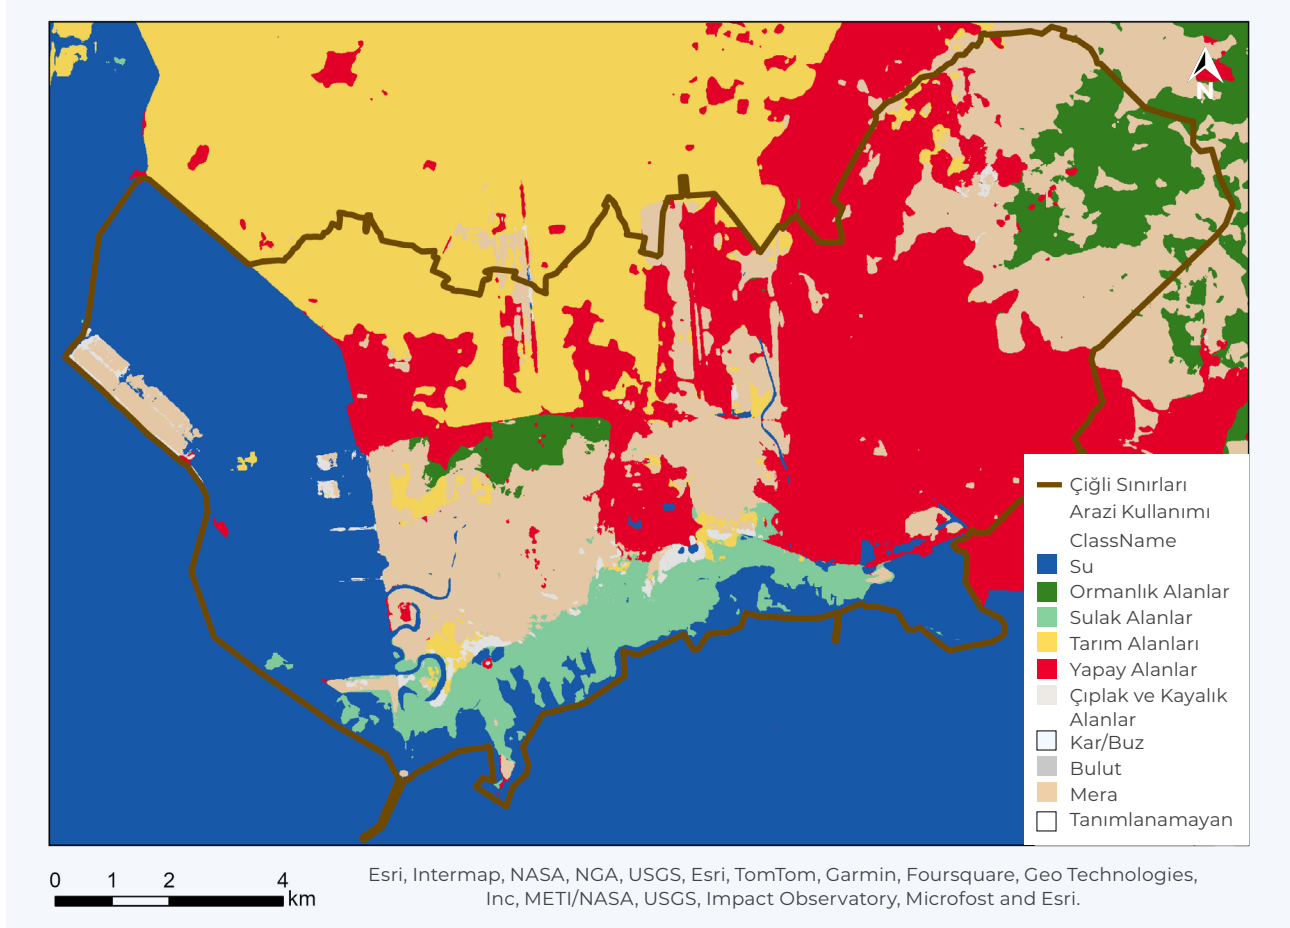 N
Çiğli Sınırları
Arazi Kullanımı
ClassName
Su
Ormanlık Alanlar
Sulak Alanlar
Tarım Alanları
Yapay Alanlar
Çıplak ve Kayalık
Alanlar
Kar/Buz
Bulut
Mera
Tanımlanamayan
0 1 2 4
km
Esri, Intermap, NASA, NGA, USGS, Esri, TomTom, Garmin, Foursquare, Geo Technologies,
Inc, METI/NASA, USGS, Impact Observatory, Microfost and Esri.